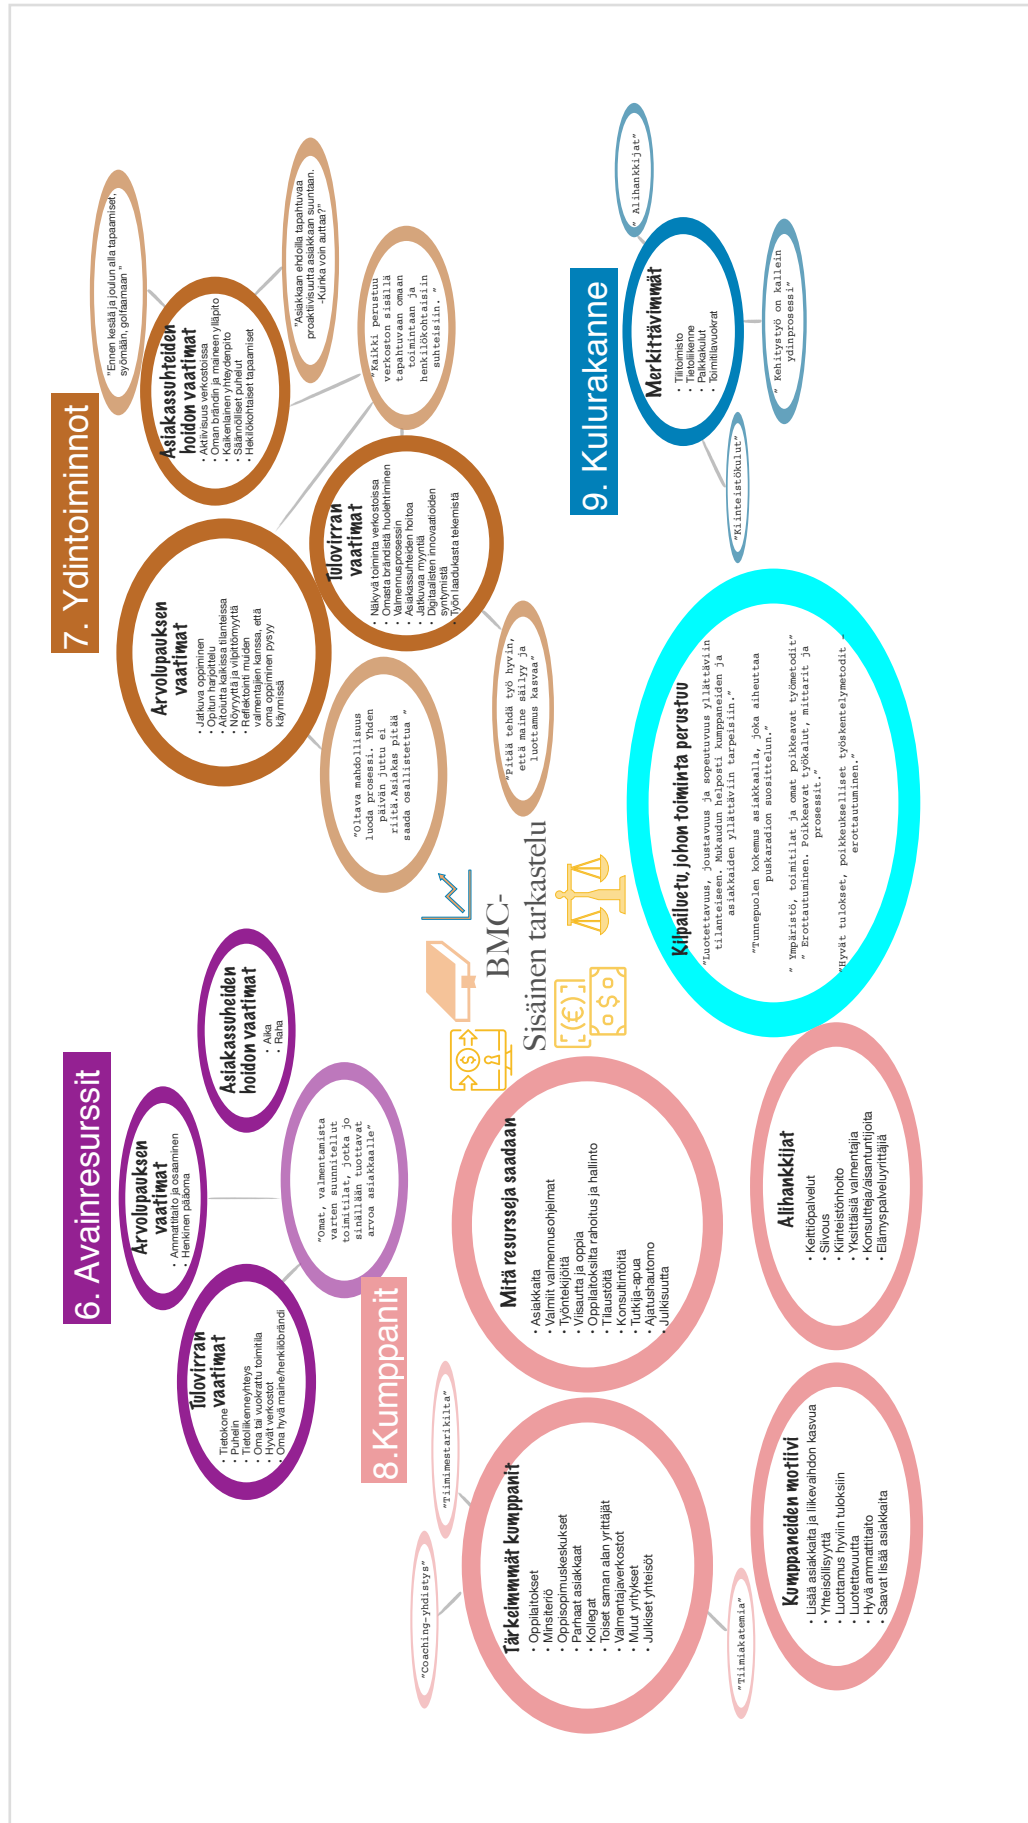 6. Avainresurssit
Arvolupauksen
vaatimat
• Ammattitaito ja osaaminen
• Henkinen pääoma
Tulovirran
vaatimat
• Tietokone
• Puhelin
• Tietoliikenneyhteys
• Oma tai vuokrattu toimitila
• Hyvät verkostot
• Oma hyvä maine/henkilöbrändi
Asiakassuheiden
hoidon vaatimat
• Aika
• Raha
"Omat, valmentamista
varten suunnitellut
toimitilat, jotka jo
sinällään tuottavat
arvoa asiakkaalle"
7. Ydintoiminnot
Arvolupauksen
vaatimat
• Jatkuva oppiminen
• Opitun harjoittelu
• Aitoiutta kaikissa tilanteissa
• Nöyryyttä ja vilpittömyyttä
• Reflektointi muiden
valmentajien kanssa, että
oma oppiminen pysyy
käynnissä
Asiakassuhteiden
hoidon vaatimat
• Aktiivisuus verkostoissa
• Oman brändin ja maineen ylläpito
• Kaikenlainen yhteydenpito
• Säännölliset puhelut
• Hekilökohtaiset tapaamiset
"Ennen kesää ja joulun alla tapaamiset,
syömään, golfaamaan "
"Asiakkaan ehdoilla tapahtuvaa
proaktiivisuutta asiakkaan suuntaan.
-Kuinka voin auttaa?"
"Kaikki perustuu
verkoston sisällä
tapahtuvaan omaan
toimintaan ja
henkilökohtaisiin
suhteisiin. "
Tulovirran
vaatimat
• Näkyvä toiminta verkostoissa
• Omasta brändistä huolehtiminen
• Valmennusprosessin
• Asiakassuhteiden hoitoa
• Jatkuvaa myyntiä
• Digitaalisten innovaatioiden
syntymistä
• Työn laadukasta tekemistä
"Oltava mahdollisuus
luoda prosessi. Yhden
päivän juttu ei
riitä.Asiakas pitää
saada osallistettua "
"Pitää tehdä työ hyvin,
että maine säilyy ja
luottamus kasvaa"
BMC-
Sisäinen tarkastelu
8.Kumppanit
"Coaching-yhdistys"
"Tiimimestarikilta"
"Tiimiakatemia"
Tärkeimmmät kumppanit
• Oppilaitokset
• Minsiteriö
• Oppisopimuskeskukset
• Parhaat asiakkaat
• Kollegat
• Toiset saman alan yrittäjät
• Valmentajaverkostot
• Muut yritykset
• Julkiset yhteisöt
Mitä resursseja saadaan
• Asiakkaita
• Valmiit valmennusohjelmat
• Työntekijöitä
• Viisautta ja oppia
• Oppilaitoksilta rahoitus ja hallinto
• Tilaustöitä
• Konsultintöitä
• Tutkija-apua
• Ajatushautomo
• Julkisuutta
Kumppaneiden motiivi
• Lisää asiakkaita ja liikevaihdon kasvua
• Yhteisöllisyyttä
• Luottamus hyviin tuloksiin
• Luotettavuutta
• Hyvä ammattitaito
• Saavat lisää asiakkaita
Alihankkijat
• Keittiöpalvelut
• Siivous
• Kiinteistönhoito
• Yksittäisiä valmentajia
• Konsultteja/aisantuntijoita
• Elämyspalveluyrittäjiä
Kilpailuetu, johon toiminta perustuu
"Luotettavuus, joustavuus ja sopeutuvuus yllättäviin
tilanteiseen. Mukaudun helposti kumppaneiden ja
asiakkaiden yllättäviin tarpeisiin."
"Tunnepuolen kokemus asiakkaalla, joka aiheuttaa
puskaradion suosittelun."
" Ympäristö, toimitilat ja omat poikkeavat työmetodit"
" Erottautuminen. Poikkeavat työkalut, mittarit ja
prosessit."
"Hyvät tulokset, poikkeukselliset työskentelymetodit –
erottautuminen."
9. Kulurakanne
Merkittävimmät
• Tilitoimisto
• Tietoliikenne
• Palkkakulut
• Toimitilavuokrat
" Alihankkijat"
"Kiinteistökulut"
" Kehitystyö on kallein
ydinprosessi"